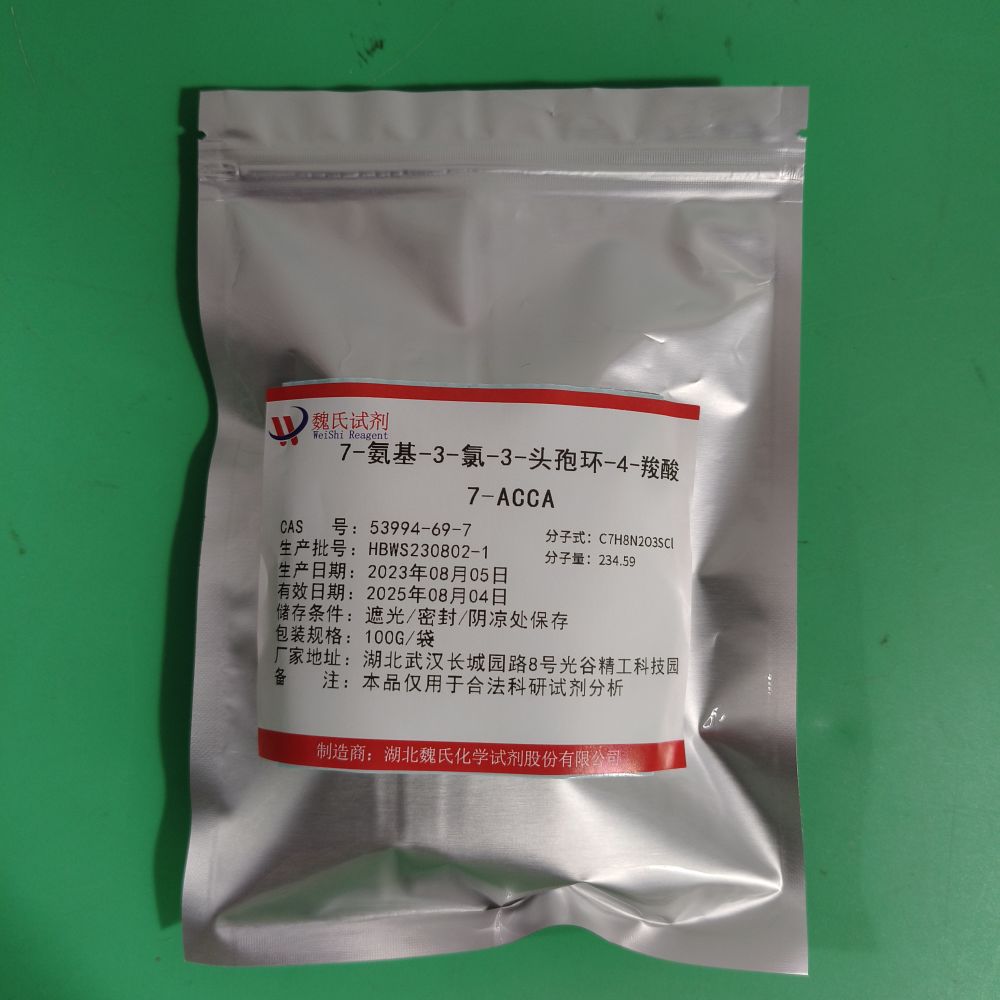 魏氏试剂
WeiShi Reagent
7-氨基-3-氯-3-头孢环-4-羧酸
7-ACCA
CAS 号：53994-69-7
分子式：C7H8N2O3SCl
生产批号：HBWS230802-1
分子量：234.59
生产日期：2023年08月05日
有效日期：2025年08月04日
储存条件：遮光/密封/阴凉处保存
包装规格：100G/袋
厂家地址：湖北武汉长城园路8号光谷精工科技园
备 注：本品仅用于合法科研试剂分析
制造商：湖北魏氏化学试剂股份有限公司